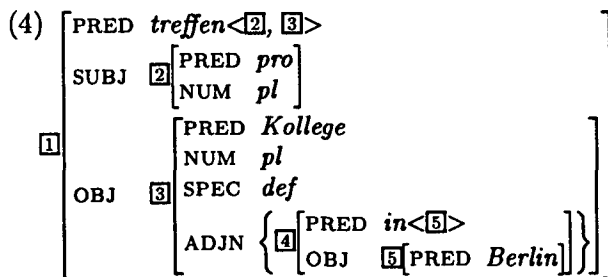 (4) PRED treffen<2, 3>
SUBJ 2 PRED pro
NUM pl
1
PRED Kollege
NUM pl
OBJ 3 SPEC def
ADJN { 4 PRED in<5>
OBJ 5 [PRED Berlin] }